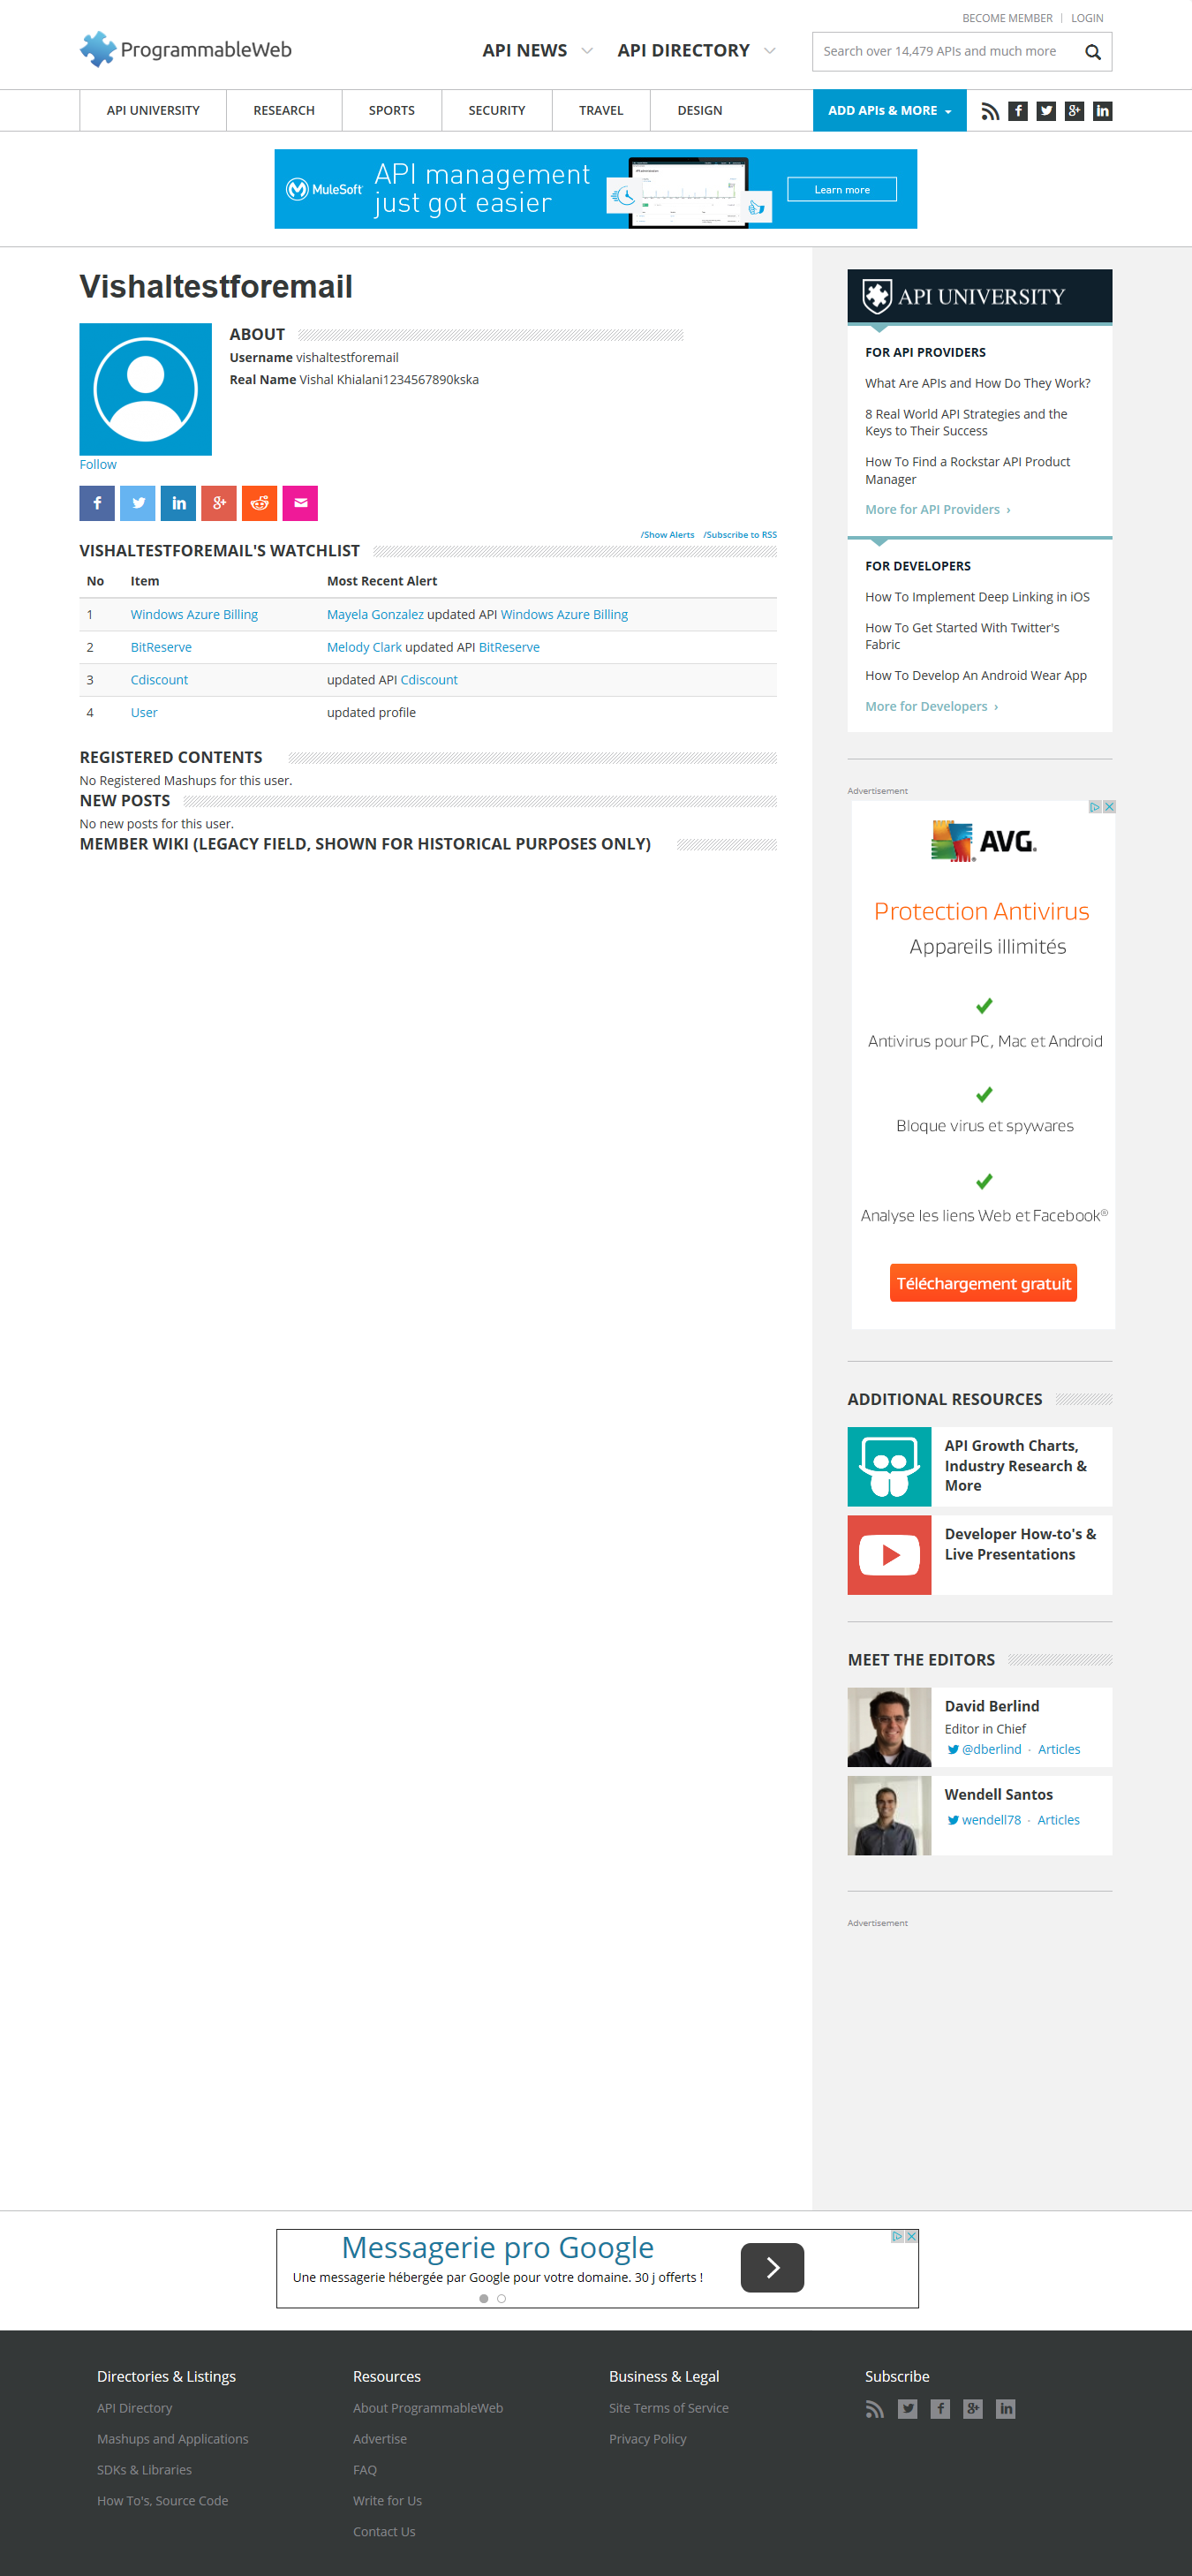 BECOME MEMBER | LOGIN
ProgrammableWeb
API NEWS
API DIRECTORY
Search over 14,479 APIs and much more
API UNIVERSITY
RESEARCH
SPORTS
SECURITY
TRAVEL
DESIGN
ADD APIs & MORE
MuleSoft
API management
just got easier
Learn more
Vishaltestforemail
ABOUT
Username vishaltestforemail
Real Name Vishal Khialani1234567890kska
Follow
/Show Alerts /Subscribe to RSS
VISHALTESTFOREMAIL'S WATCHLIST
No Item Most Recent Alert
1 Windows Azure Billing Mayela Gonzalez updated API Windows Azure Billing
2 BitReserve Melody Clark updated API BitReserve
3 Cdiscount updated API Cdiscount
4 User updated profile
REGISTERED CONTENTS
No Registered Mashups for this user.
NEW POSTS
No new posts for this user.
MEMBER WIKI (LEGACY FIELD, SHOWN FOR HISTORICAL PURPOSES ONLY)
API UNIVERSITY
FOR API PROVIDERS
What Are APIs and How Do They Work?
8 Real World API Strategies and the
Keys to Their Success
How To Find a Rockstar API Product
Manager
More for API Providers ›
FOR DEVELOPERS
How To Implement Deep Linking in iOS
How To Get Started With Twitter's
Fabric
How To Develop An Android Wear App
More for Developers ›
Advertisement
AVG.
Protection Antivirus
Appareils illimités
Antivirus pour PC, Mac et Android
Bloque virus et spywares
Analyse les liens Web et Facebook®
Téléchargement gratuit
ADDITIONAL RESOURCES
API Growth Charts,
Industry Research &
More
Developer How-to's &
Live Presentations
MEET THE EDITORS
David Berlind
Editor in Chief
@dberlind · Articles
Wendell Santos
wendell78 · Articles
Advertisement
Messagerie pro Google
Une messagerie hébergée par Google pour votre domaine. 30 j offerts !
Directories & Listings
API Directory
Mashups and Applications
SDKs & Libraries
How To's, Source Code
Resources
About ProgrammableWeb
Advertise
FAQ
Write for Us
Contact Us
Business & Legal
Site Terms of Service
Privacy Policy
Subscribe